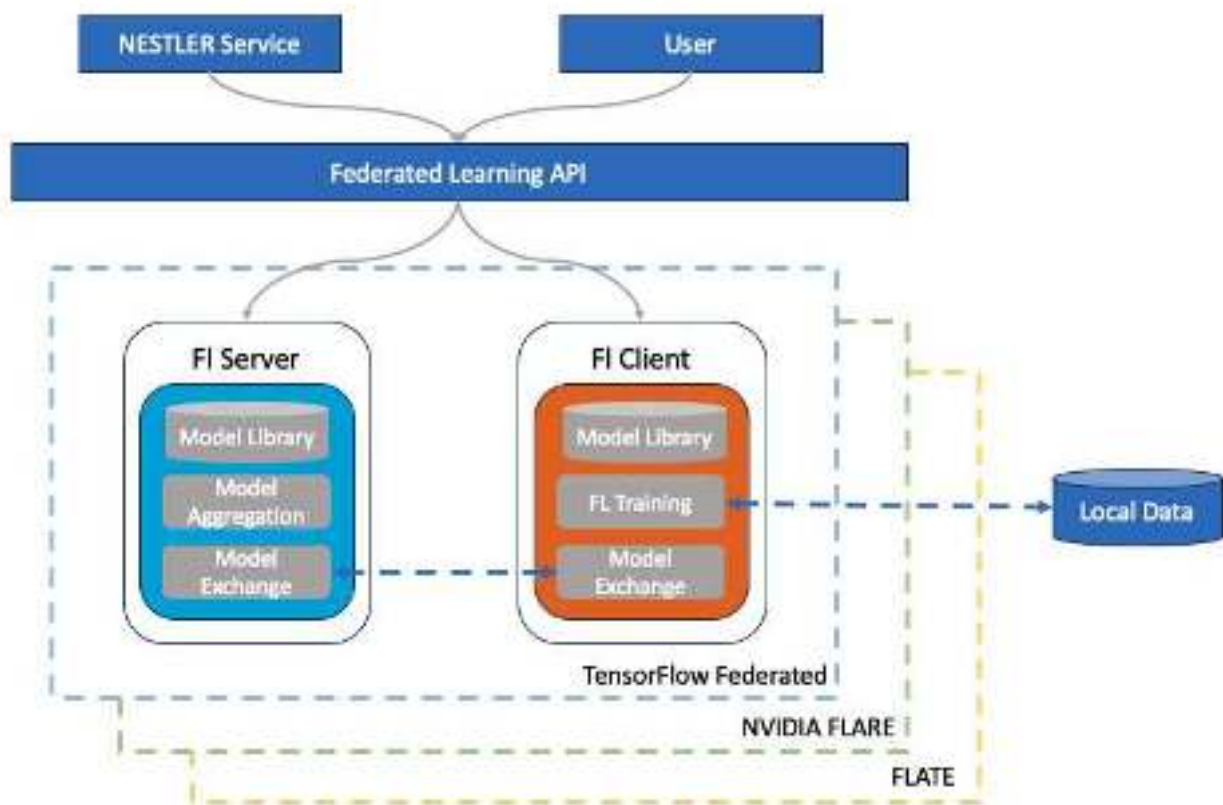 NESTLER Service
User
Federated Learning API
Fl Server
Fl Client
Model Library
Model
Aggregation
Model
Exchange
Model Library
FL Training
Model
Exchange
Local Data
TensorFlow Federated
NVIDIA FLARE
FLATE